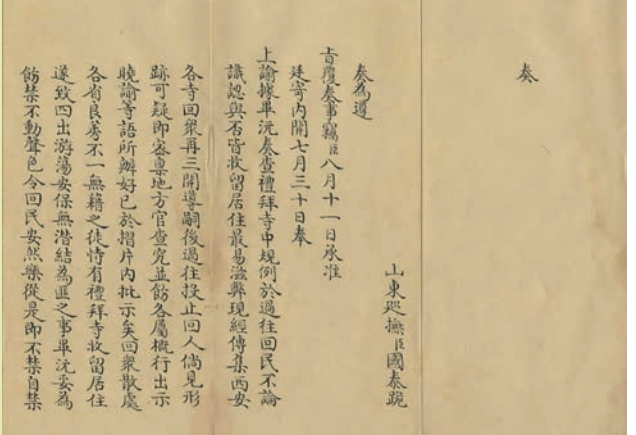 奏
山東廵撫臣國泰跪
奏為遵
旨覆奏事竊臣八月十一日承准
廷寄內開七月三十日奉
上諭據畢沅奏查禮拜寺中規例於過往回民不論
識認與否皆收留居住最易滋弊現經傳集西安
各寺回衆再三開導嗣後過往投止回人倘見形
跡可疑即密稟地方官查究並飭各屬概行出示
曉諭等語所辦好已於摺片內批示矣回衆散處
各省良莠不一無籍之徒恃有禮拜寺收留居住
遂致四出游蕩安保無潛結為匪之事畢沅妥為
飭禁不動聲色令回民安然樂從是即不禁自禁